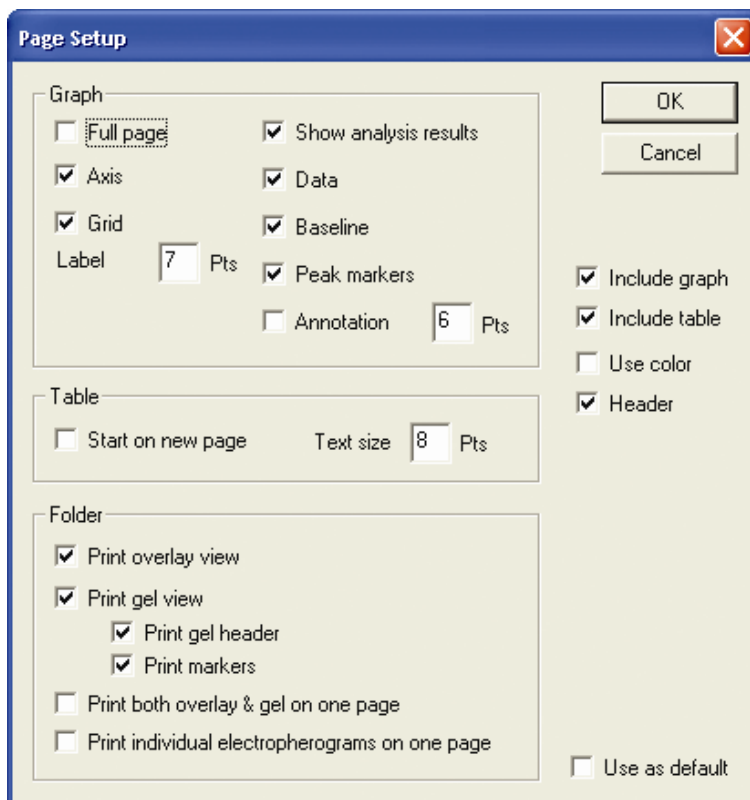 Page Setup
Graph
Full page
Axis
Grid
Label 7 Pts
Show analysis results
Data
Baseline
Peak markers
Annotation 6 Pts
OK
Cancel
Include graph
Include table
Use color
Header
Table
Start on new page Text size 8 Pts
Folder
Print overlay view
Print gel view
Print gel header
Print markers
Print both overlay & gel on one page
Print individual electropherograms on one page
Use as default